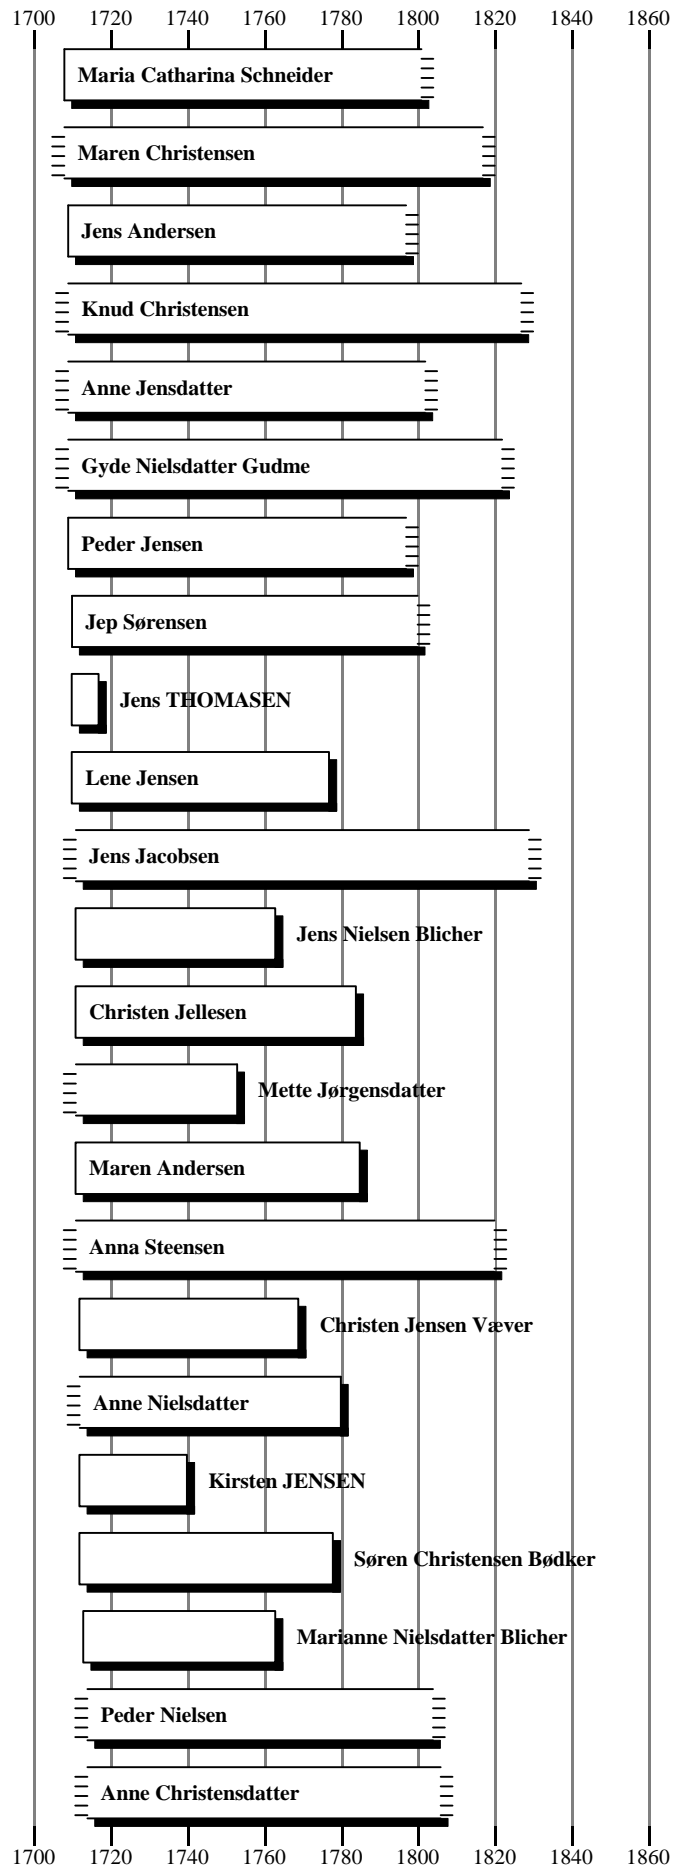 1700 1720 1740 1760 1780 1800 1820 1840 1860
Maria Catharina Schneider
Maren Christensen
Jens Andersen
Knud Christensen
Anne Jensdatter
Gyde Nielsdatter Gudme
Peder Jensen
Jep Sørensen
Jens THOMASEN
Lene Jensen
Jens Jacobsen
Jens Nielsen Blicher
Christen Jellesen
Mette Jørgensdatter
Maren Andersen
Anna Steensen
Christen Jensen Væver
Anne Nielsdatter
Kirsten JENSEN
Søren Christensen Bødker
Marianne Nielsdatter Blicher
Peder Nielsen
Anne Christensdatter
1700 1720 1740 1760 1780 1800 1820 1840 1860